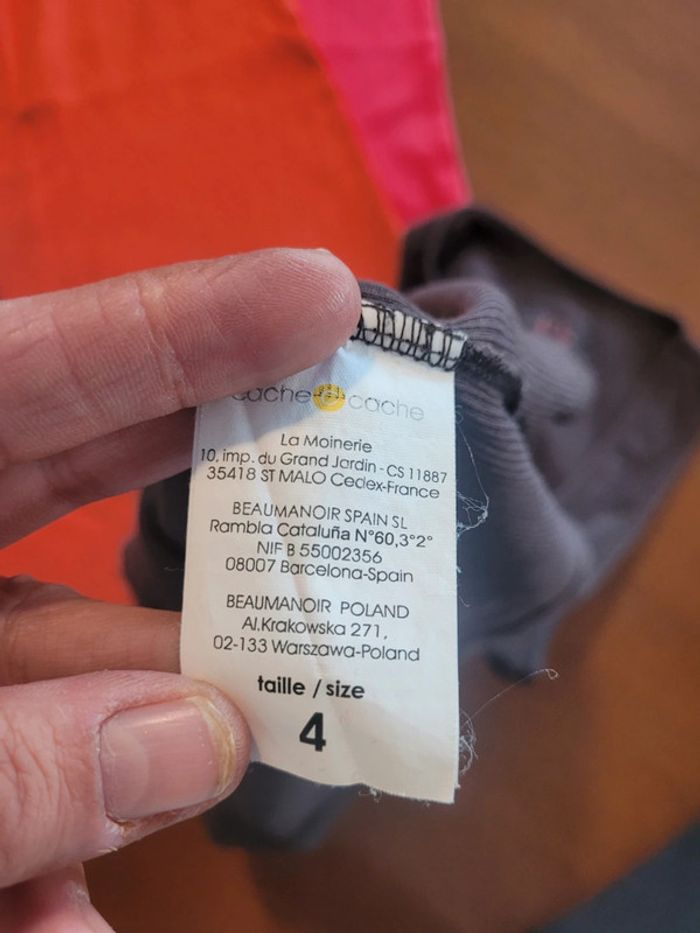 cache cache
La Moinerie
10, imp. du Grand Jardin - CS 11887
35418 ST MALO Cedex-France
BEAUMANOIR SPAIN SL
Rambla Cataluña N°60,3°2°
NIF B 55002356
08007 Barcelona-Spain
BEAUMANOIR POLAND
Al.Krakowska 271,
02-133 Warszawa-Poland
taille / size
4